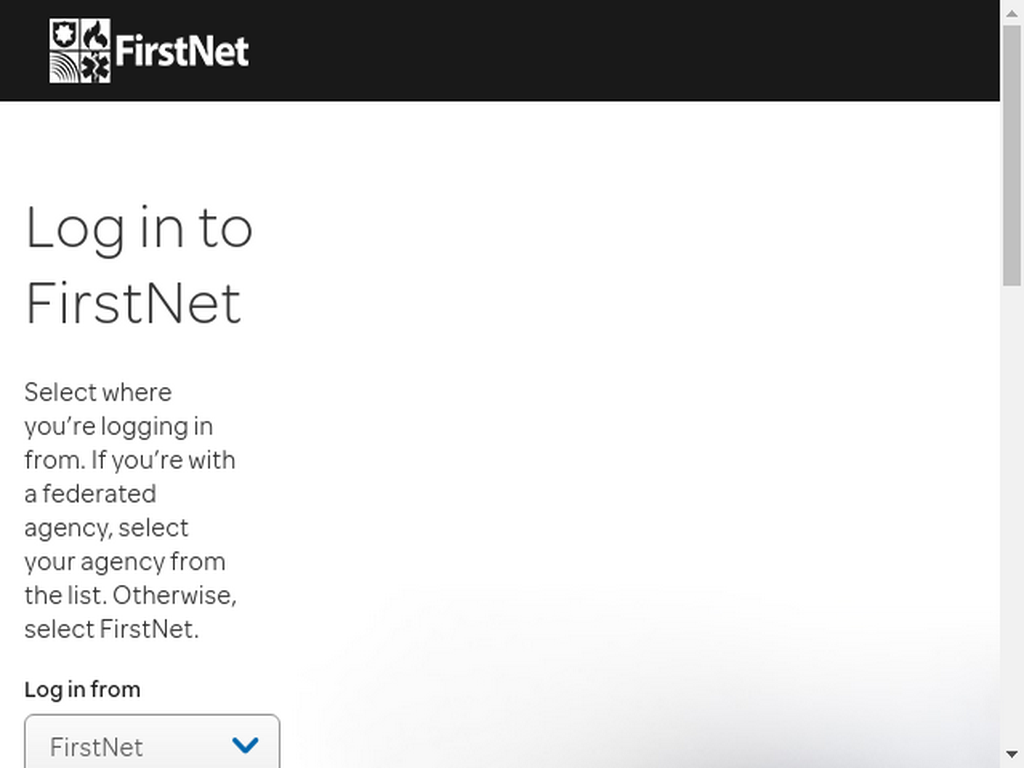 FirstNet
Log in to
FirstNet
Select where
you’re logging in
from. If you’re with
a federated
agency, select
your agency from
the list. Otherwise,
select FirstNet.
Log in from
FirstNet